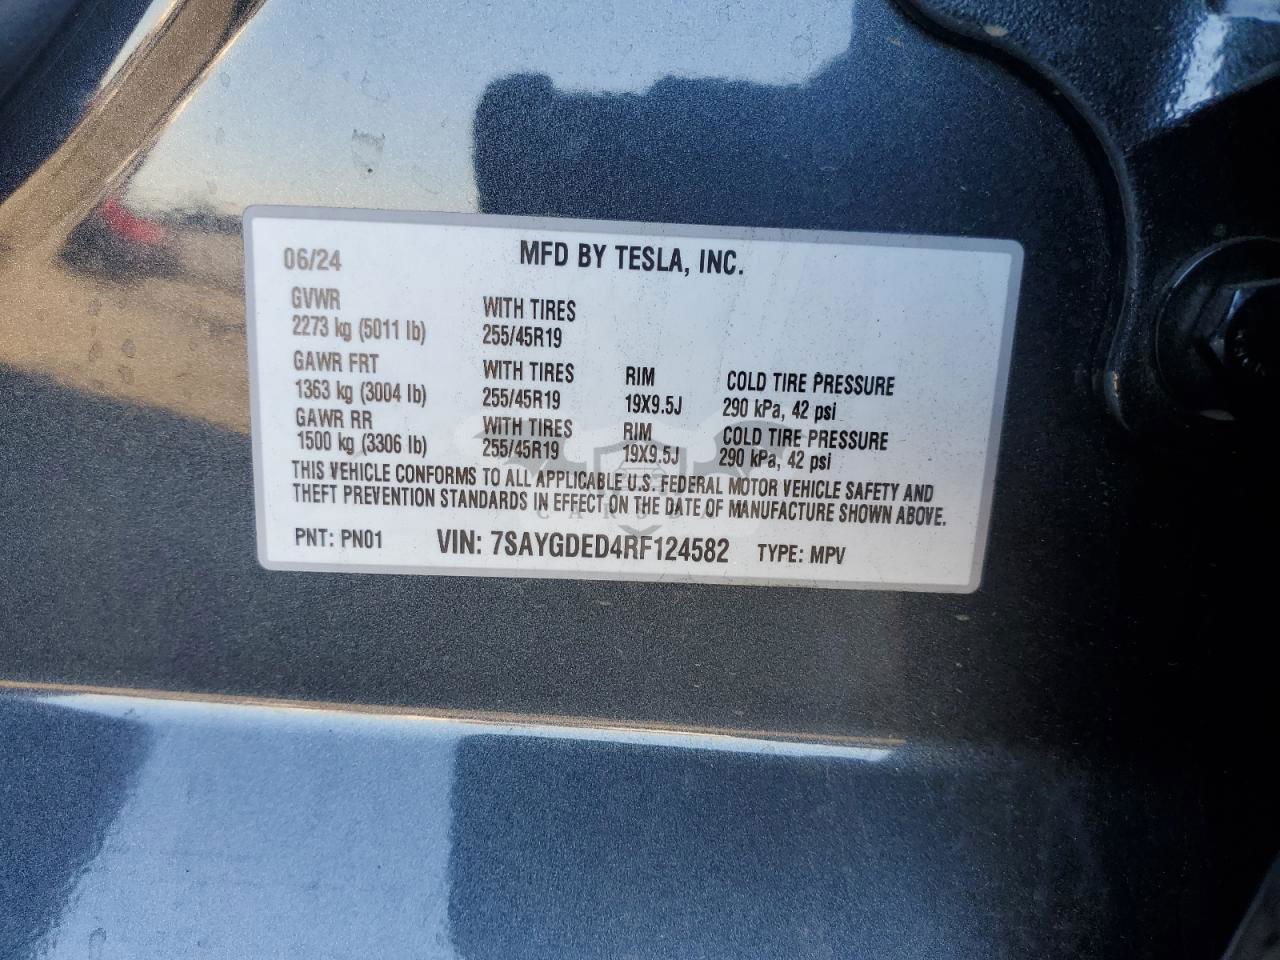 06/24 MFD BY TESLA, INC.
GVWR WITH TIRES
2273 kg (5011 lb) 255/45R19
GAWR FRT WITH TIRES RIM COLD TIRE PRESSURE
1363 kg (3004 lb) 255/45R19 19X9.5J 290 kPa, 42 psi
GAWR RR WITH TIRES RIM COLD TIRE PRESSURE
1500 kg (3306 lb) 255/45R19 19X9.5J 290 kPa, 42 psi
THIS VEHICLE CONFORMS TO ALL APPLICABLE U.S. FEDERAL MOTOR VEHICLE SAFETY AND
THEFT PREVENTION STANDARDS IN EFFECT ON THE DATE OF MANUFACTURE SHOWN ABOVE.
PNT: PN01 VIN: 7SAYGDED4RF124582 TYPE: MPV